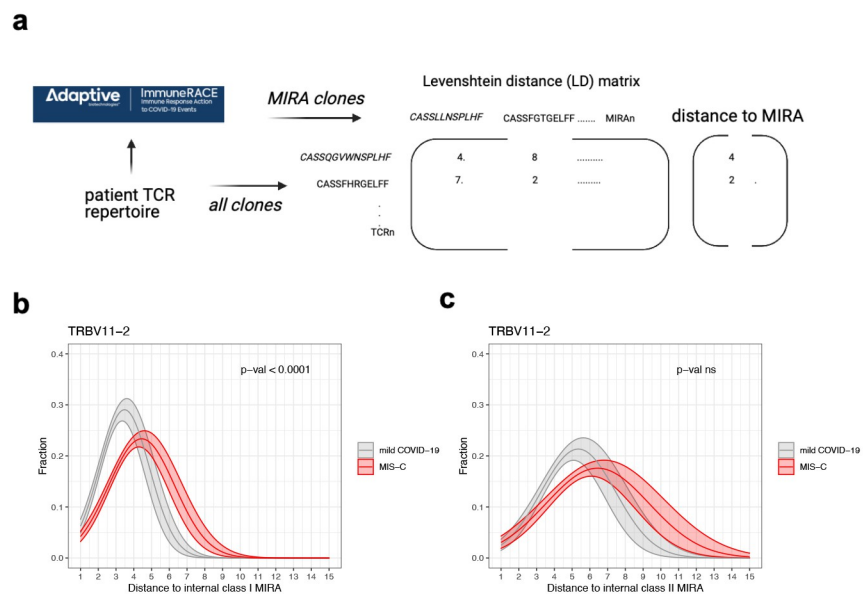 a
Levenshtein distance (LD) matrix
Adaptive
biotechnologies
ImmuneRACE
Immune Response Action
to COVID-19 Events
MIRA clones
CASSLLNSPLHF CASSFGTGELFF ....... MIRAn
distance to MIRA
patient TCR
repertoire
all clones
CASSQGVWNSPLHF 4. 8 .......... 4
CASSFHRGELFF 7. 2 ......... 2 .
.
.
.
TCRn
b
TRBV11-2
p-val < 0.0001
Fraction
0.4
0.3
0.2
0.1
0.0
1 2 3 4 5 6 7 8 9 10 11 12 13 14 15
Distance to internal class I MIRA
mild COVID-19
MIS-C
c
TRBV11-2
p-val ns
Fraction
0.4
0.3
0.2
0.1
0.0
1 2 3 4 5 6 7 8 9 10 11 12 13 14 15
Distance to internal class II MIRA
mild COVID-19
MIS-C